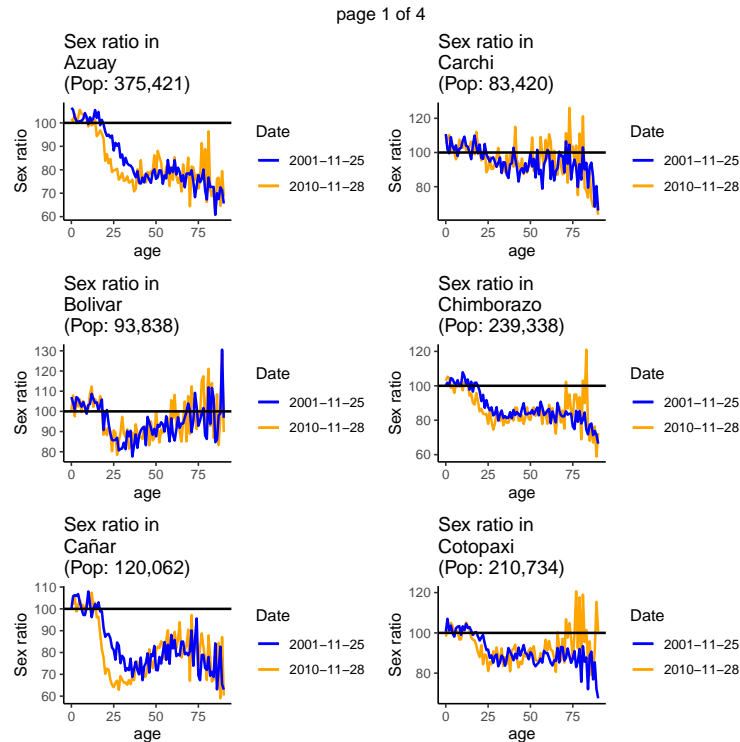 page 1 of 4
Sex ratio in
Azuay
(Pop: 375,421)
100
90
80
70
60
Sex ratio
0 25 50 75
age
Date
2001−11−25
2010−11−28
Sex ratio in
Carchi
(Pop: 83,420)
120
100
80
Sex ratio
0 25 50 75
age
Date
2001−11−25
2010−11−28
Sex ratio in
Bolivar
(Pop: 93,838)
130
120
110
100
90
80
Sex ratio
0 25 50 75
age
Date
2001−11−25
2010−11−28
Sex ratio in
Chimborazo
(Pop: 239,338)
120
100
80
60
Sex ratio
0 25 50 75
age
Date
2001−11−25
2010−11−28
Sex ratio in
Cañar
(Pop: 120,062)
110
100
90
80
70
60
Sex ratio
0 25 50 75
age
Date
2001−11−25
2010−11−28
Sex ratio in
Cotopaxi
(Pop: 210,734)
120
100
80
Sex ratio
0 25 50 75
age
Date
2001−11−25
2010−11−28